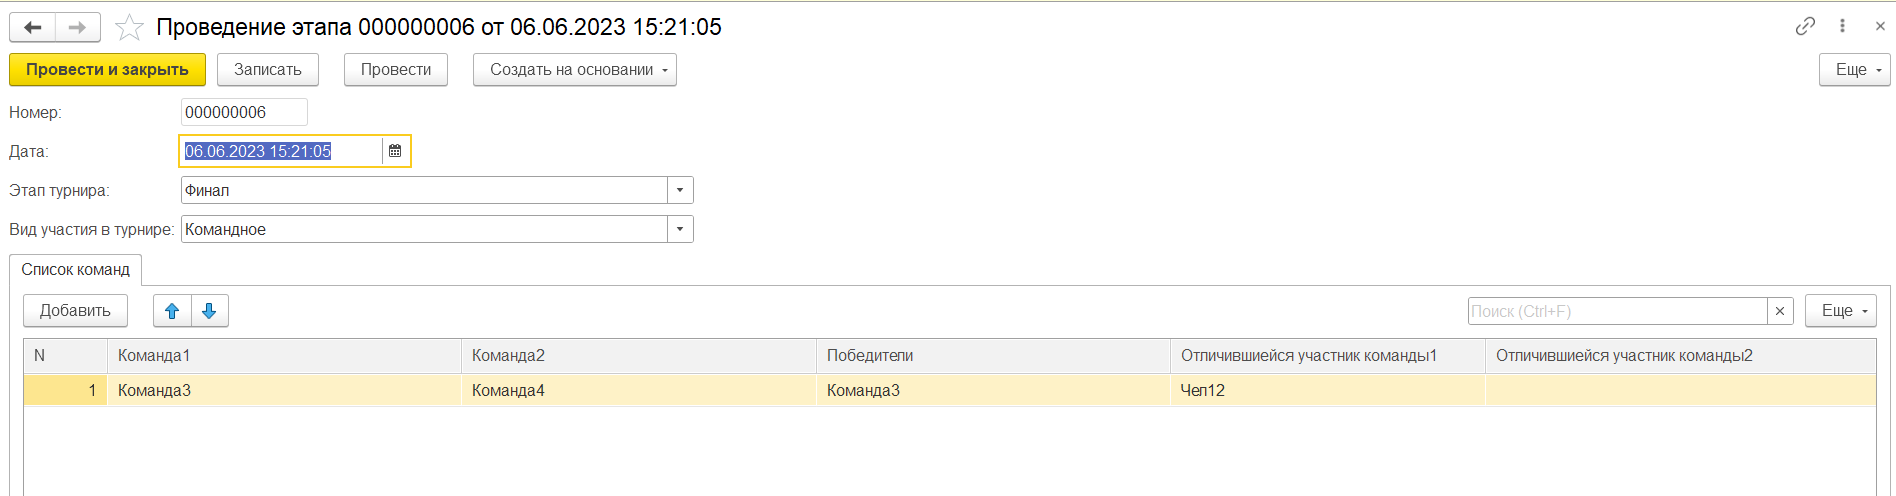 Проведение этапа 000000006 от 06.06.2023 15:21:05
Провести и закрыть Записать Провести Создать на основании Еще
Номер: 000000006
Дата: 06.06.2023 15:21:05
Этап турнира: Финал
Вид участия в турнире: Командное
Список команд
Добавить Поиск (Ctrl+F) Еще
N Команда1 Команда2 Победители Отличившиейся участник команды1 Отличившиейся участник команды2
1 Команда3 Команда4 Команда3 Чел12